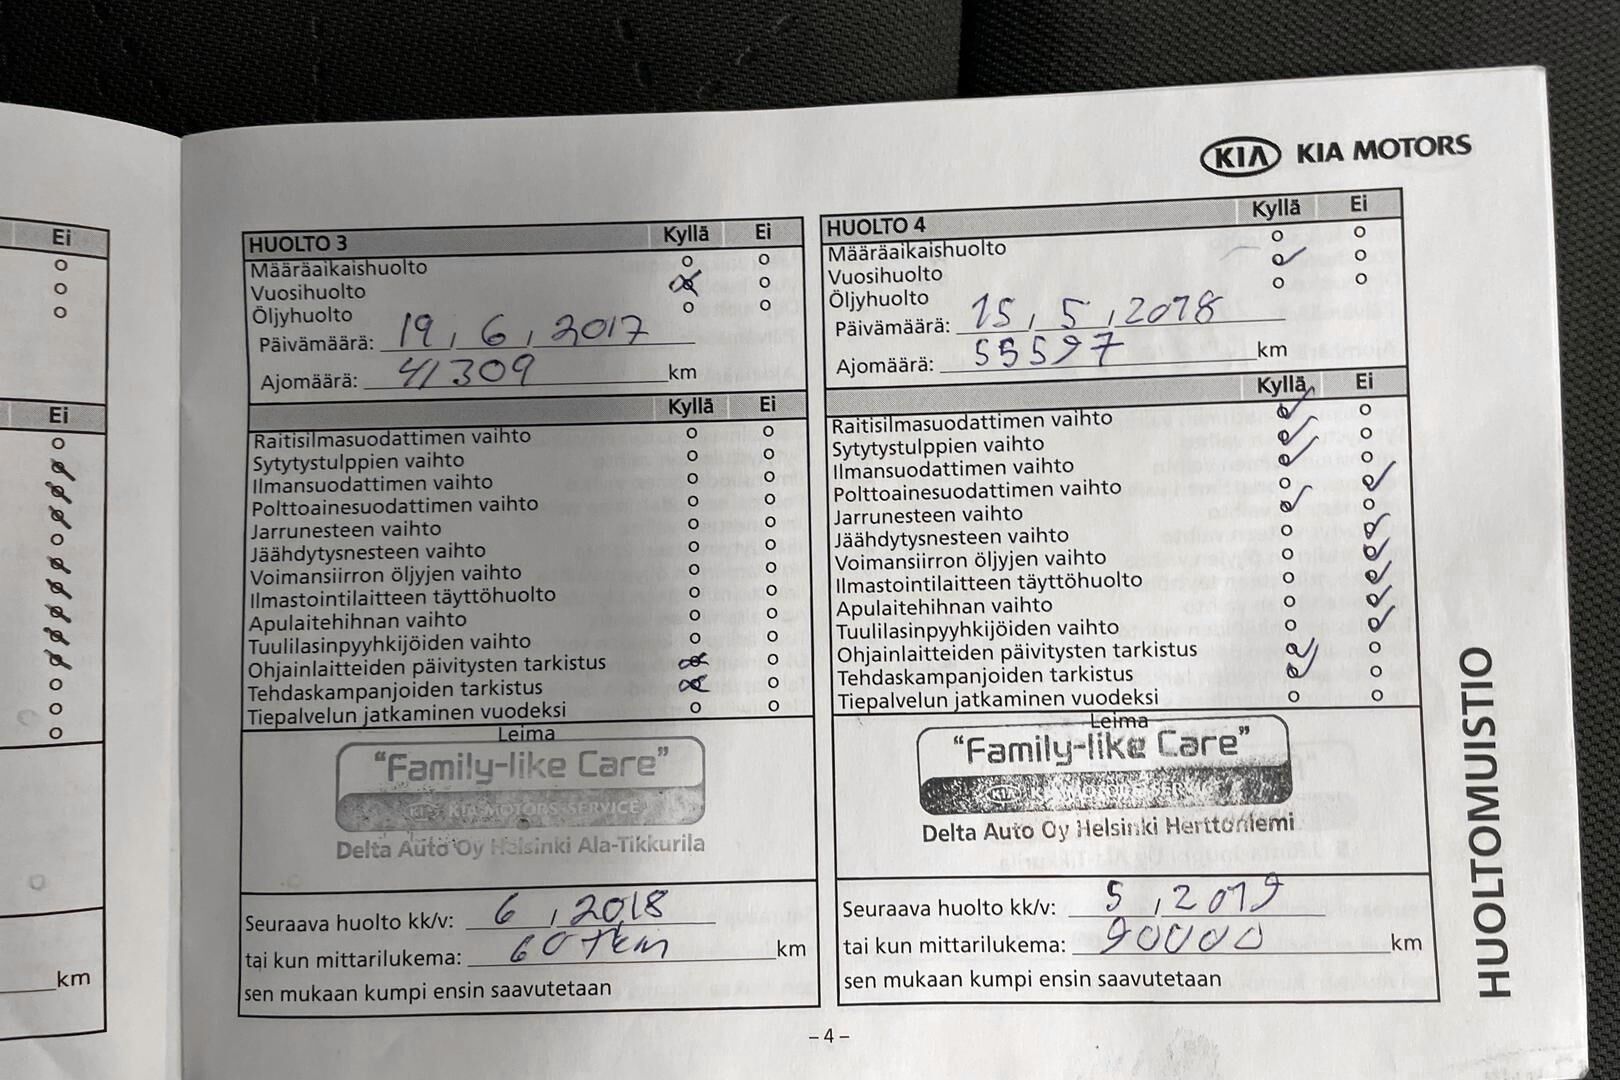 Ei
Ei
km
KIA KIA MOTORS
HUOLTO 3 Kyllä Ei
Määräaikaishuolto
Vuosihuolto
Öljyhuolto
Päivämäärä: 19, 6, 2017
Ajomäärä: 41309 km
Kyllä Ei
Raitisilmasuodattimen vaihto
Sytytystulppien vaihto
Ilmansuodattimen vaihto
Polttoainesuodattimen vaihto
Jarrunesteen vaihto
Jäähdytysnesteen vaihto
Voimansiirron öljyjen vaihto
Ilmastointilaitteen täyttöhuolto
Apulaitehihnan vaihto
Tuulilasinpyyhkijöiden vaihto
Ohjainlaitteiden päivitysten tarkistus
Tehdaskampanjoiden tarkistus
Tiepalvelun jatkaminen vuodeksi
Leima
"Family-like Care"
KIA KIA MOTORS SERVICE
Delta Auto Oy Helsinki Ala-Tikkurila
Seuraava huolto kk/v: 6, 2018
tai kun mittarilukema: 60 tkm km
sen mukaan kumpi ensin saavutetaan
HUOLTO 4 Kyllä Ei
Määräaikaishuolto
Vuosihuolto
Öljyhuolto
Päivämäärä: 15, 5, 2018
Ajomäärä: 55597 km
Kyllä Ei
Raitisilmasuodattimen vaihto
Sytytystulppien vaihto
Ilmansuodattimen vaihto
Polttoainesuodattimen vaihto
Jarrunesteen vaihto
Jäähdytysnesteen vaihto
Voimansiirron öljyjen vaihto
Ilmastointilaitteen täyttöhuolto
Apulaitehihnan vaihto
Tuulilasinpyyhkijöiden vaihto
Ohjainlaitteiden päivitysten tarkistus
Tehdaskampanjoiden tarkistus
Tiepalvelun jatkaminen vuodeksi
Leima
"Family-like Care"
KIA KIA MOTORS SERVICE
Delta Auto Oy Helsinki Herttoniemi
Seuraava huolto kk/v: 5, 2019
tai kun mittarilukema: 90000 km
sen mukaan kumpi ensin saavutetaan
HUOLTOMUISTIO
- 4 -